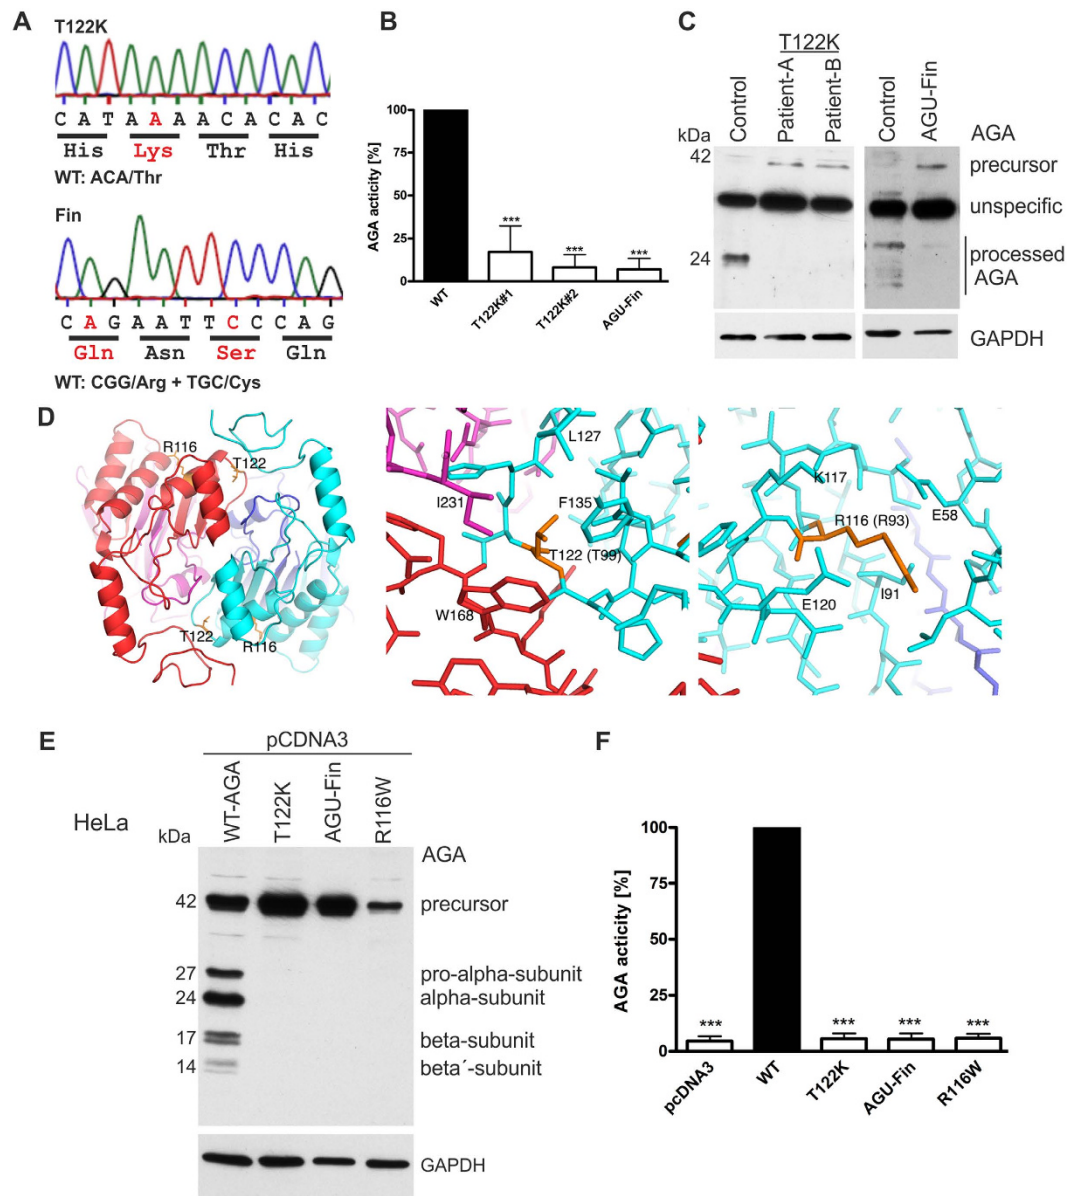 A
T122K
C A T A A A A C A C A C
His Lys Thr His
WT: ACA/Thr
Fin
C A G A A T T C C C A G
Gln Asn Ser Gln
WT: CGG/Arg + TGC/Cys
B
AGA acticity [%]
100
75
50
25
0
WT
T122K#1
T122K#2
AGU-Fin
***
***
***
C
T122K
Control
Patient-A
Patient-B
Control
AGU-Fin
kDa
AGA
42
precursor
unspecific
24
processed
AGA
GAPDH
D
R116
T122
T122
R116
L127
I231
F135
T122 (T99)
W168
K117
E58
R116 (R93)
I91
E120
E
pCDNA3
HeLa
WT-AGA
T122K
AGU-Fin
R116W
kDa
AGA
42
precursor
27
pro-alpha-subunit
24
alpha-subunit
17
beta-subunit
14
beta´-subunit
GAPDH
F
AGA acticity [%]
100
75
50
25
0
***
***
***
***
pcDNA3
WT
T122K
AGU-Fin
R116W